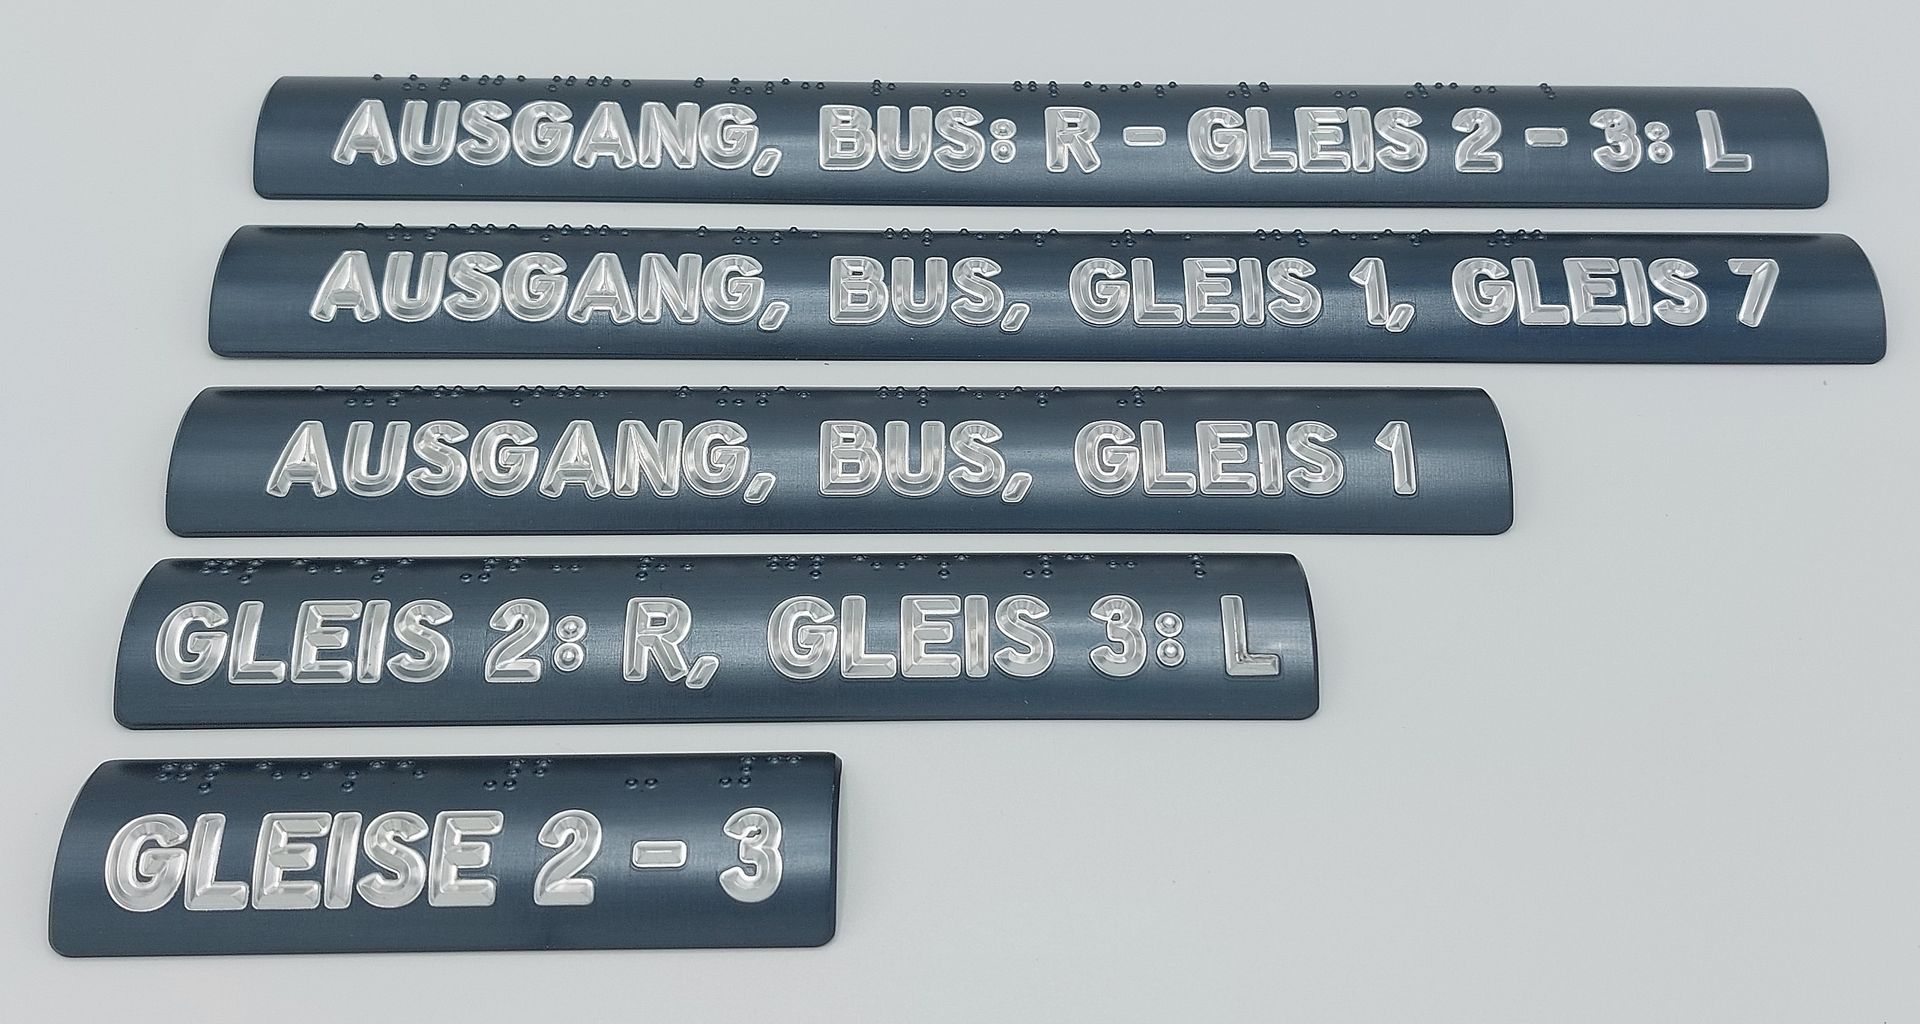 AUSGANG, BUS: R - GLEIS 2 - 3: L
AUSGANG, BUS, GLEIS 1, GLEIS 7
AUSGANG, BUS, GLEIS 1
GLEIS 2: R, GLEIS 3: L
GLEISE 2 - 3